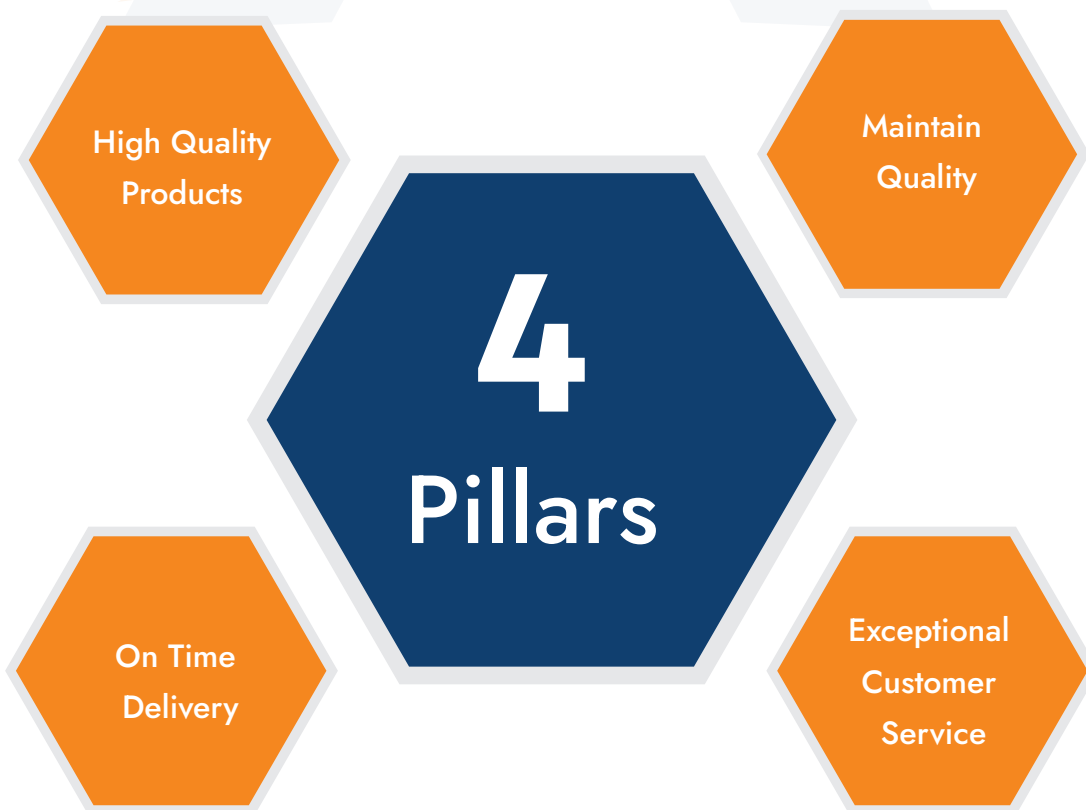 High Quality
Products
Maintain
Quality
4
Pillars
On Time
Delivery
Exceptional
Customer
Service